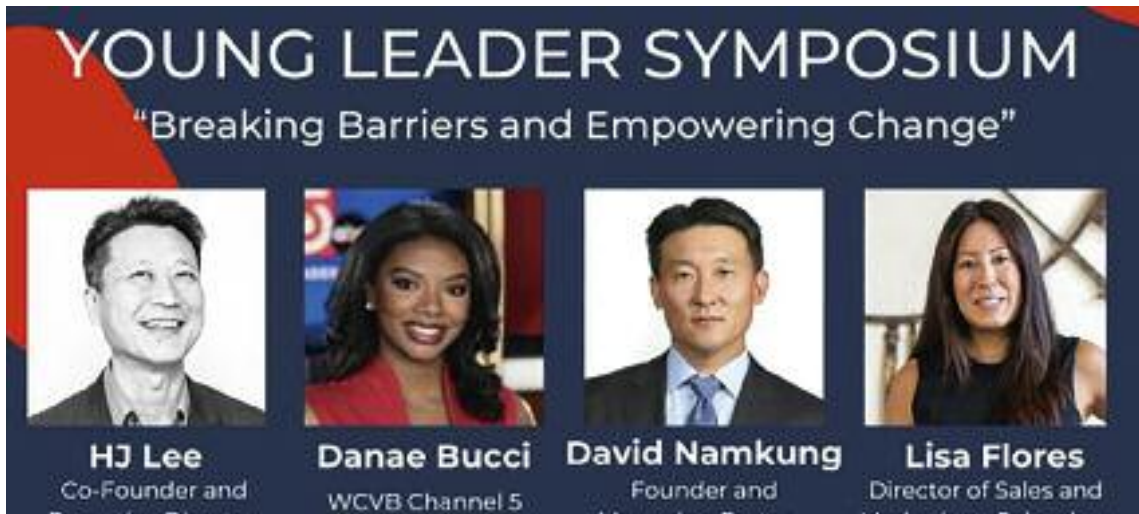 YOUNG LEADER SYMPOSIUM
“Breaking Barriers and Empowering Change”
HJ Lee
Co-Founder and
Danae Bucci
WCVB Channel 5
David Namkung
Founder and
Lisa Flores
Director of Sales and